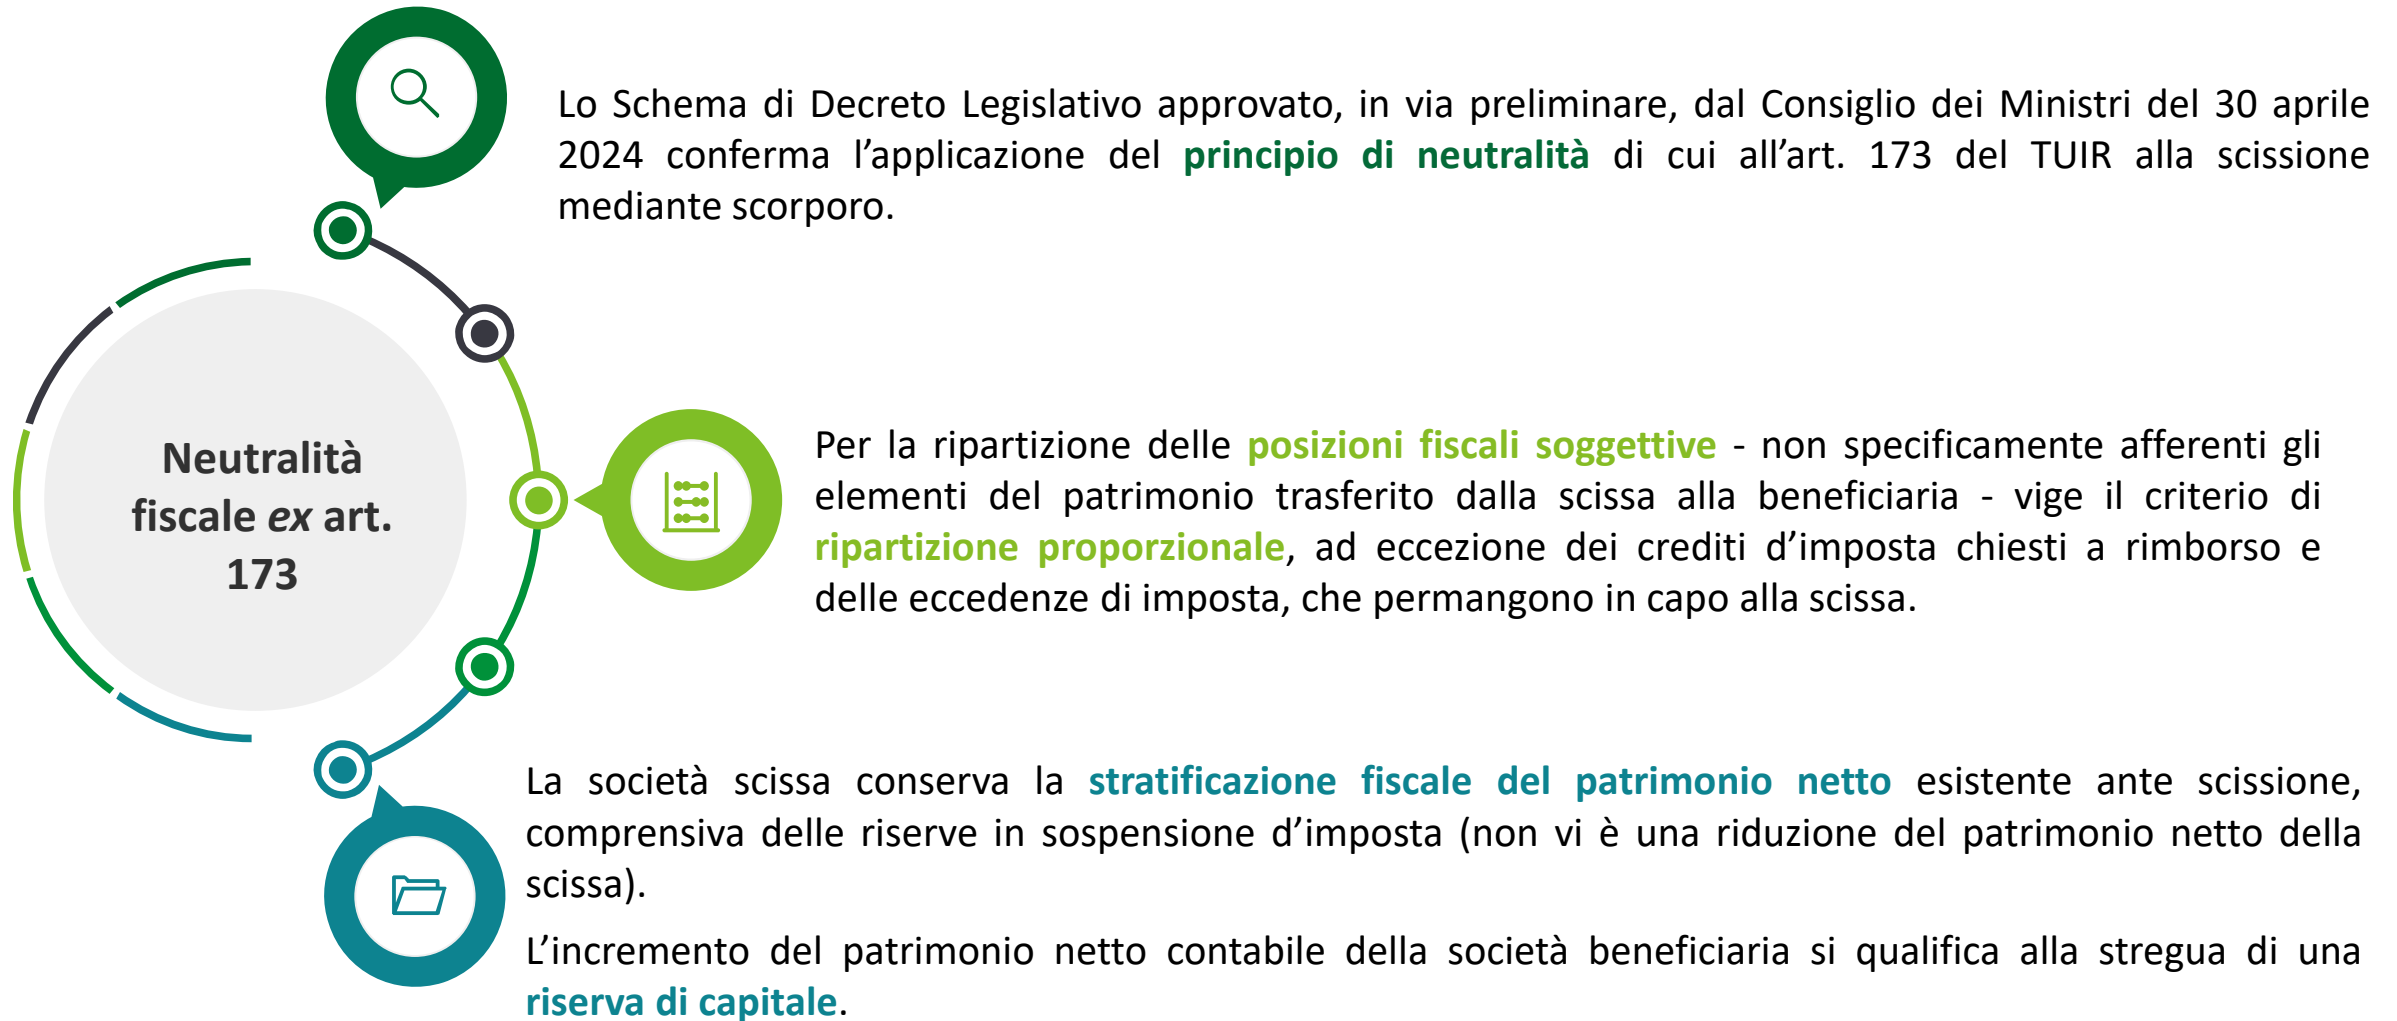 Lo Schema di Decreto Legislativo approvato, in via preliminare, dal Consiglio dei Ministri del 30 aprile
2024 conferma l’applicazione del principio di neutralità di cui all’art. 173 del TUIR alla scissione
mediante scorporo.
Neutralità
fiscale ex art.
173
Per la ripartizione delle posizioni fiscali soggettive - non specificamente afferenti gli
elementi del patrimonio trasferito dalla scissa alla beneficiaria - vige il criterio di
ripartizione proporzionale, ad eccezione dei crediti d’imposta chiesti a rimborso e
delle eccedenze di imposta, che permangono in capo alla scissa.
La società scissa conserva la stratificazione fiscale del patrimonio netto esistente ante scissione,
comprensiva delle riserve in sospensione d’imposta (non vi è una riduzione del patrimonio netto della
scissa).
L’incremento del patrimonio netto contabile della società beneficiaria si qualifica alla stregua di una
riserva di capitale.